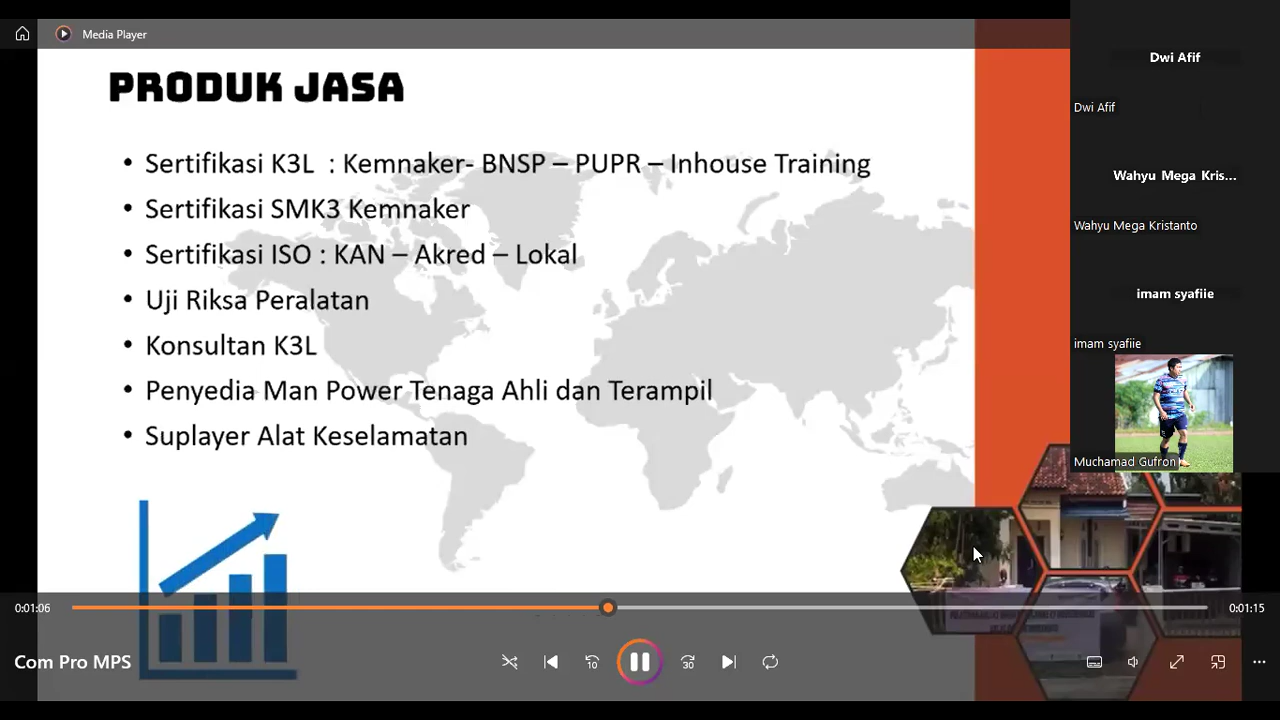 Media Player
PRODUK JASA
• Sertifikasi K3L : Kemnaker- BNSP – PUPR – Inhouse Training
• Sertifikasi SMK3 Kemnaker
• Sertifikasi ISO : KAN – Akred – Lokal
• Uji Riksa Peralatan
• Konsultan K3L
• Penyedia Man Power Tenaga Ahli dan Terampil
• Suplayer Alat Keselamatan
Dwi Afif
Dwi Afif
Wahyu Mega Kris...
Wahyu Mega Kristanto
imam syafiie
imam syafiie
Muchamad Gufron
0:01:06
0:01:15
Com Pro MPS
10
30